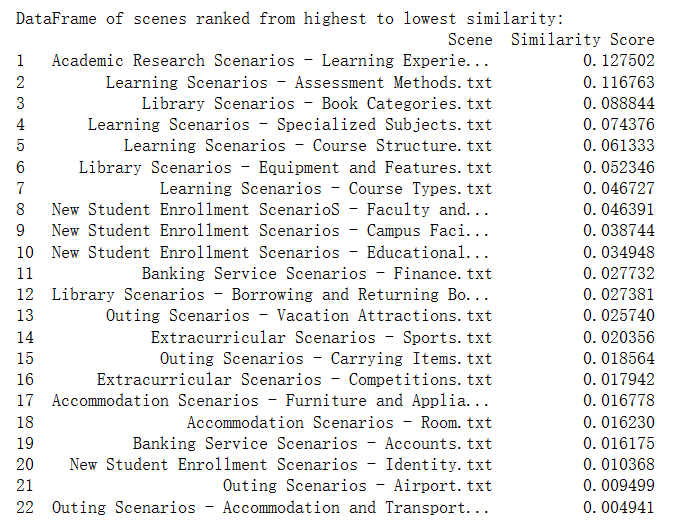 DataFrame of scenes ranked from highest to lowest similarity:
Scene Similarity Score
1 Academic Research Scenarios - Learning Experie... 0.127502
2 Learning Scenarios - Assessment Methods.txt 0.116763
3 Library Scenarios - Book Categories.txt 0.088844
4 Learning Scenarios - Specialized Subjects.txt 0.074376
5 Learning Scenarios - Course Structure.txt 0.061333
6 Library Scenarios - Equipment and Features.txt 0.052346
7 Learning Scenarios - Course Types.txt 0.046727
8 New Student Enrollment ScenarioS - Faculty and... 0.046391
9 New Student Enrollment Scenarios - Campus Faci... 0.038744
10 New Student Enrollment Scenarios - Educational... 0.034948
11 Banking Service Scenarios - Finance.txt 0.027732
12 Library Scenarios - Borrowing and Returning Bo... 0.027381
13 Outing Scenarios - Vacation Attractions.txt 0.025740
14 Extracurricular Scenarios - Sports.txt 0.020356
15 Outing Scenarios - Carrying Items.txt 0.018564
16 Extracurricular Scenarios - Competitions.txt 0.017942
17 Accommodation Scenarios - Furniture and Applia... 0.016778
18 Accommodation Scenarios - Room.txt 0.016230
19 Banking Service Scenarios - Accounts.txt 0.016175
20 New Student Enrollment Scenarios - Identity.txt 0.010368
21 Outing Scenarios - Airport.txt 0.009499
22 Outing Scenarios - Accommodation and Transport... 0.004941